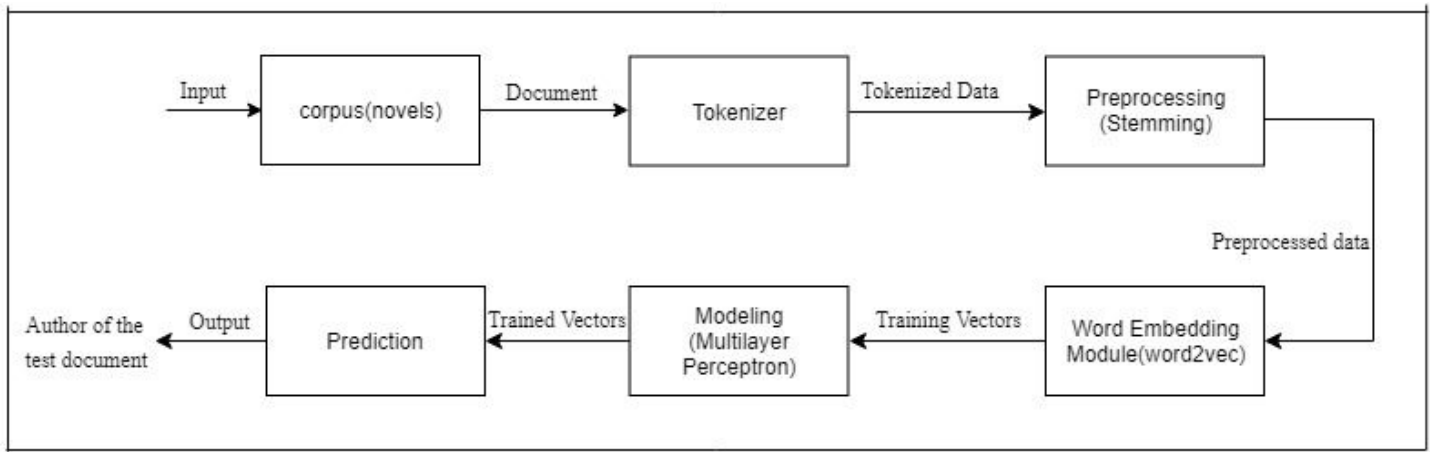 Input
corpus(novels)
Document
Tokenizer
Tokenized Data
Preprocessing
(Stemming)
Preprocessed data
Word Embedding
Module(word2vec)
Training Vectors
Modeling
(Multilayer
Perceptron)
Trained Vectors
Prediction
Output
Author of the
test document